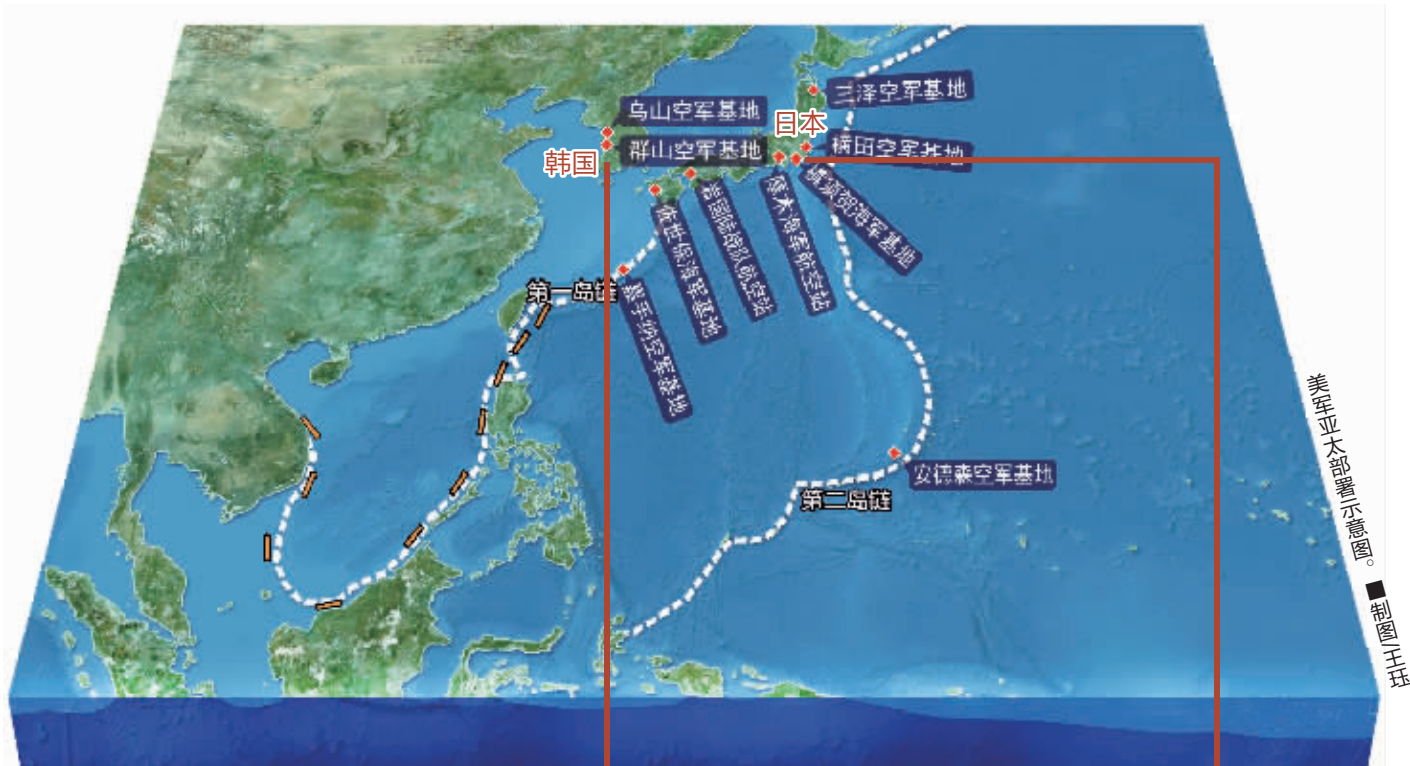 三泽空军基地
乌山空军基地
日本
群山空军基地
横田空军基地
韩国
横须贺海军基地
厚木海军航空站
岩国陆战队航空站
佐世保海军基地
第一岛链
嘉手纳空军基地
安德森空军基地
第二岛链
美军亚太部署示意图。■制图/王珏